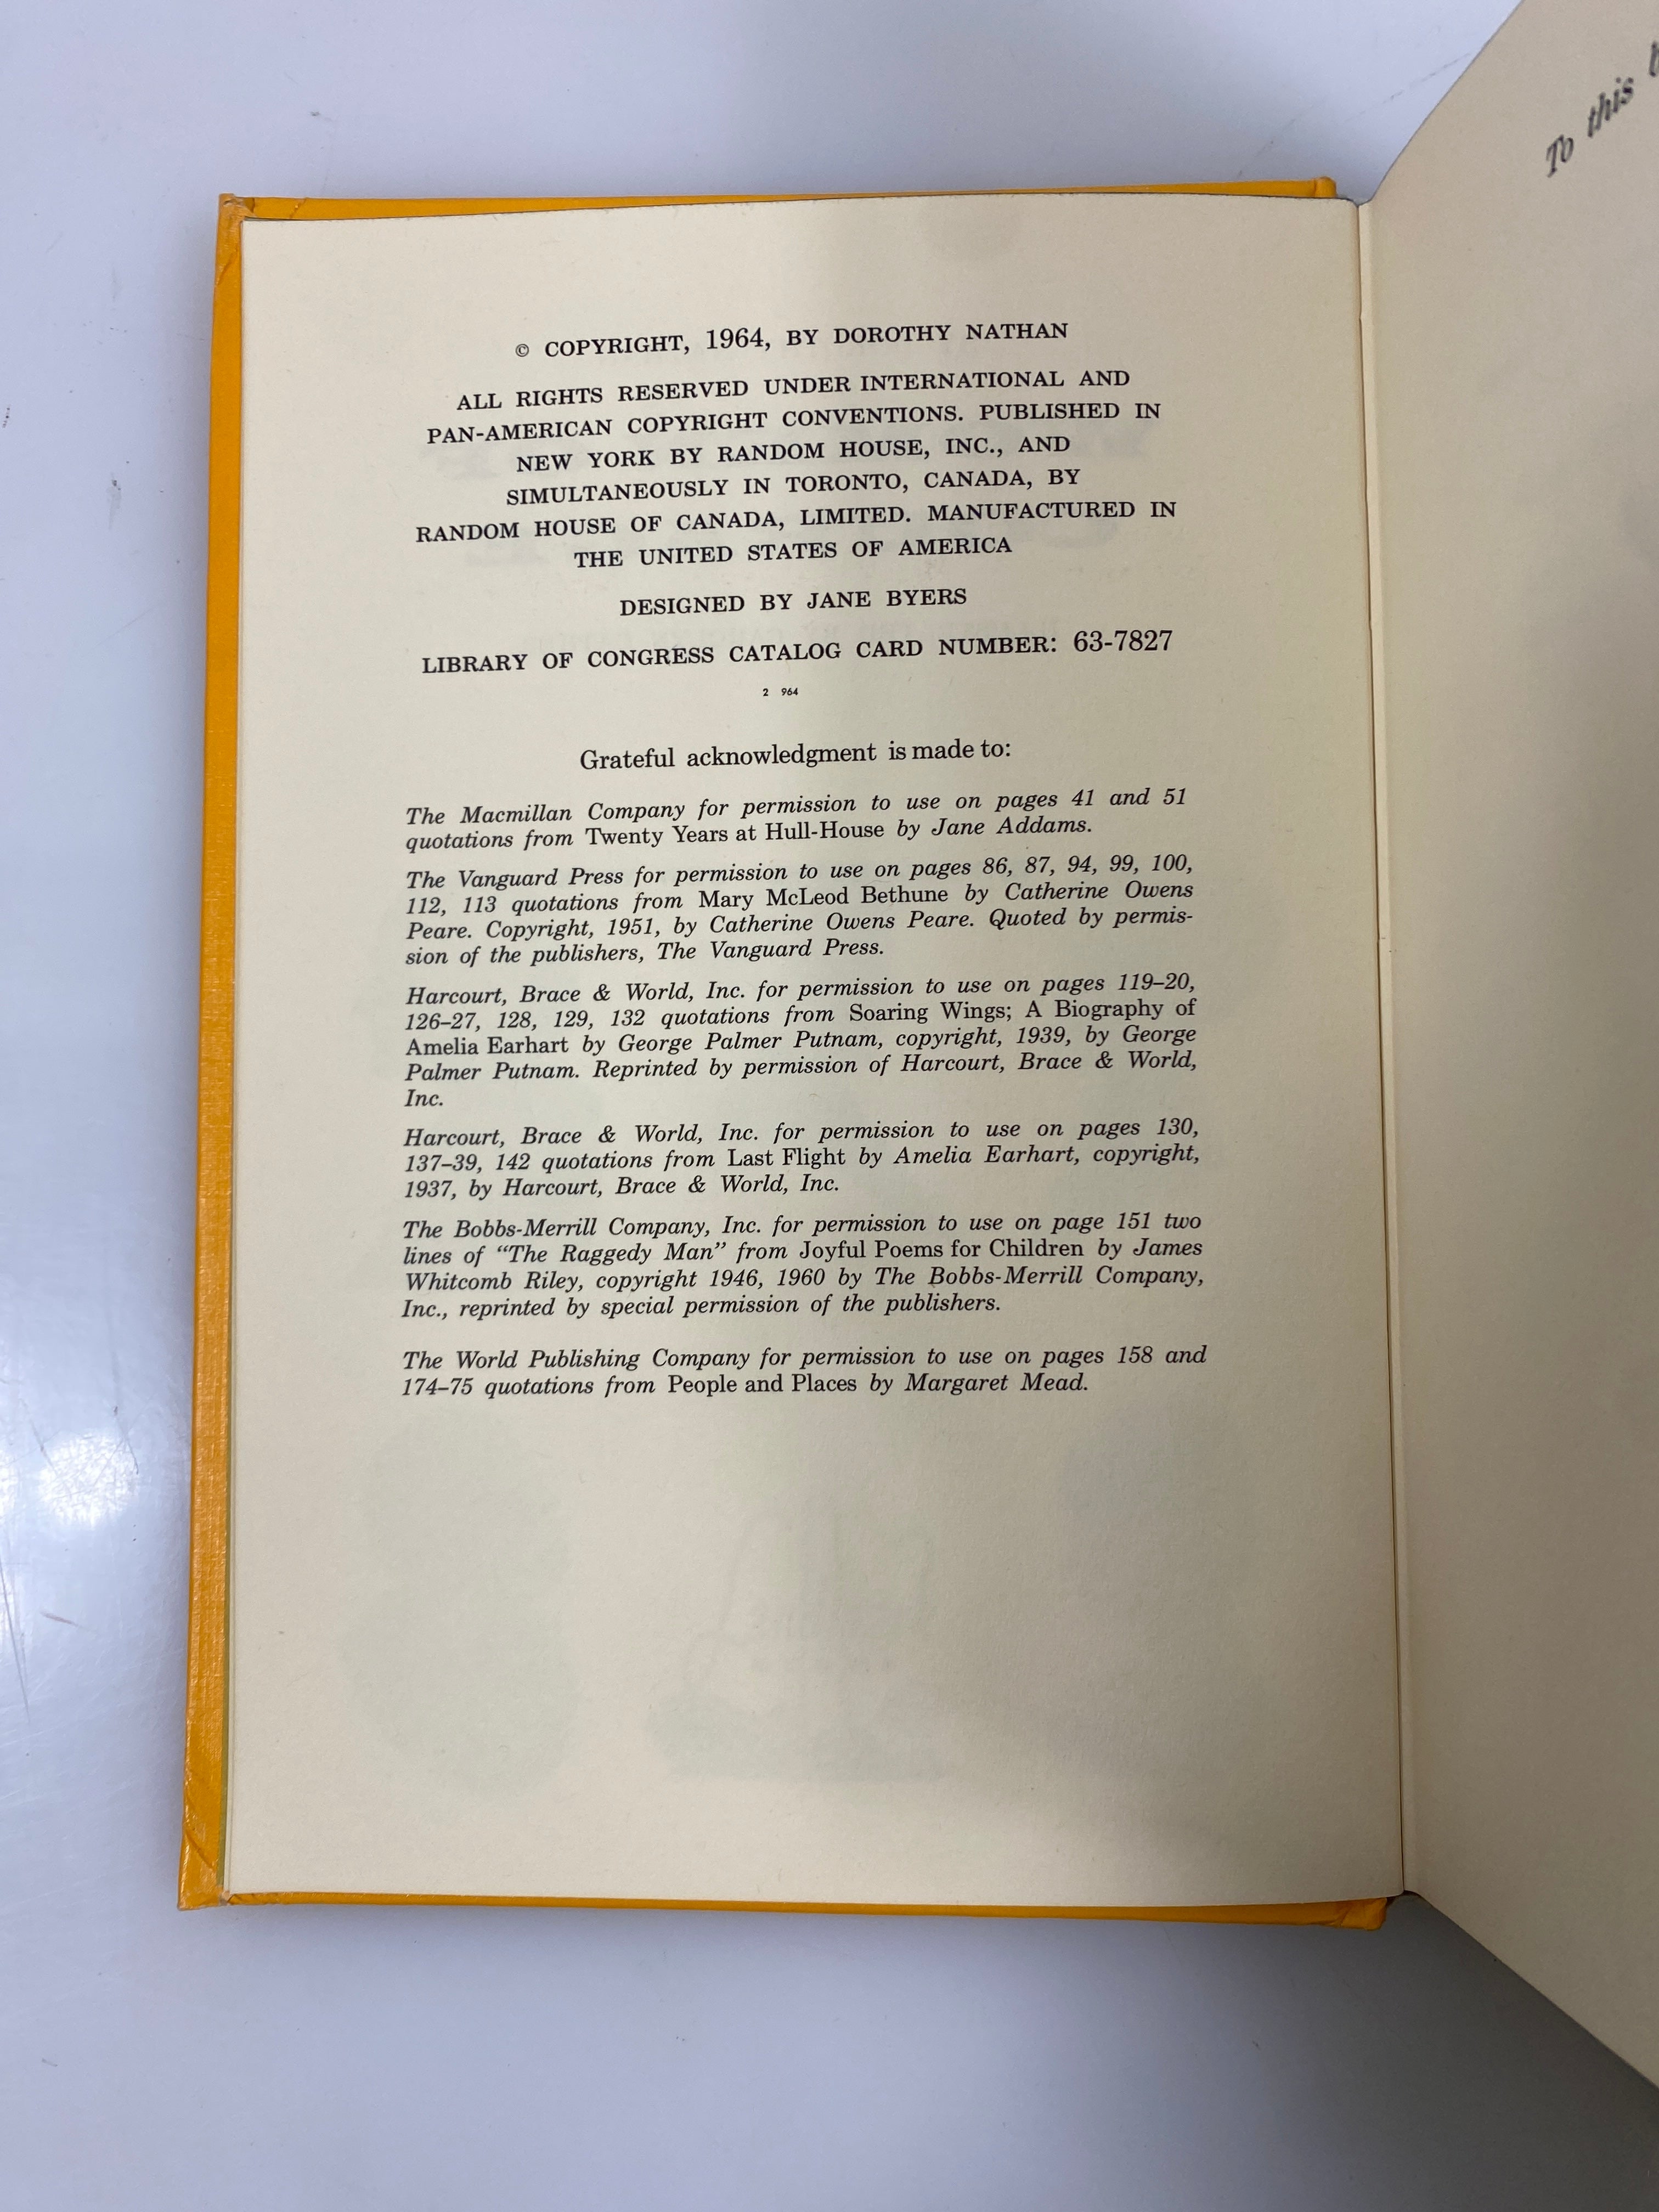 © COPYRIGHT, 1964, BY DOROTHY NATHAN
ALL RIGHTS RESERVED UNDER INTERNATIONAL AND
PAN-AMERICAN COPYRIGHT CONVENTIONS. PUBLISHED IN
NEW YORK BY RANDOM HOUSE, INC., AND
SIMULTANEOUSLY IN TORONTO, CANADA, BY
RANDOM HOUSE OF CANADA, LIMITED. MANUFACTURED IN
THE UNITED STATES OF AMERICA
DESIGNED BY JANE BYERS
LIBRARY OF CONGRESS CATALOG CARD NUMBER: 63-7827
2 964
Grateful acknowledgment is made to:
The Macmillan Company for permission to use on pages 41 and 51
quotations from Twenty Years at Hull-House by Jane Addams.
The Vanguard Press for permission to use on pages 86, 87, 94, 99, 100,
112, 113 quotations from Mary McLeod Bethune by Catherine Owens
Peare. Copyright, 1951, by Catherine Owens Peare. Quoted by permis-
sion of the publishers, The Vanguard Press.
Harcourt, Brace & World, Inc. for permission to use on pages 119–20,
126–27, 128, 129, 132 quotations from Soaring Wings; A Biography of
Amelia Earhart by George Palmer Putnam, copyright, 1939, by George
Palmer Putnam. Reprinted by permission of Harcourt, Brace & World,
Inc.
Harcourt, Brace & World, Inc. for permission to use on pages 130,
137–39, 142 quotations from Last Flight by Amelia Earhart, copyright,
1937, by Harcourt, Brace & World, Inc.
The Bobbs-Merrill Company, Inc. for permission to use on page 151 two
lines of “The Raggedy Man” from Joyful Poems for Children by James
Whitcomb Riley, copyright 1946, 1960 by The Bobbs-Merrill Company,
Inc., reprinted by special permission of the publishers.
The World Publishing Company for permission to use on pages 158 and
174–75 quotations from People and Places by Margaret Mead.
To this